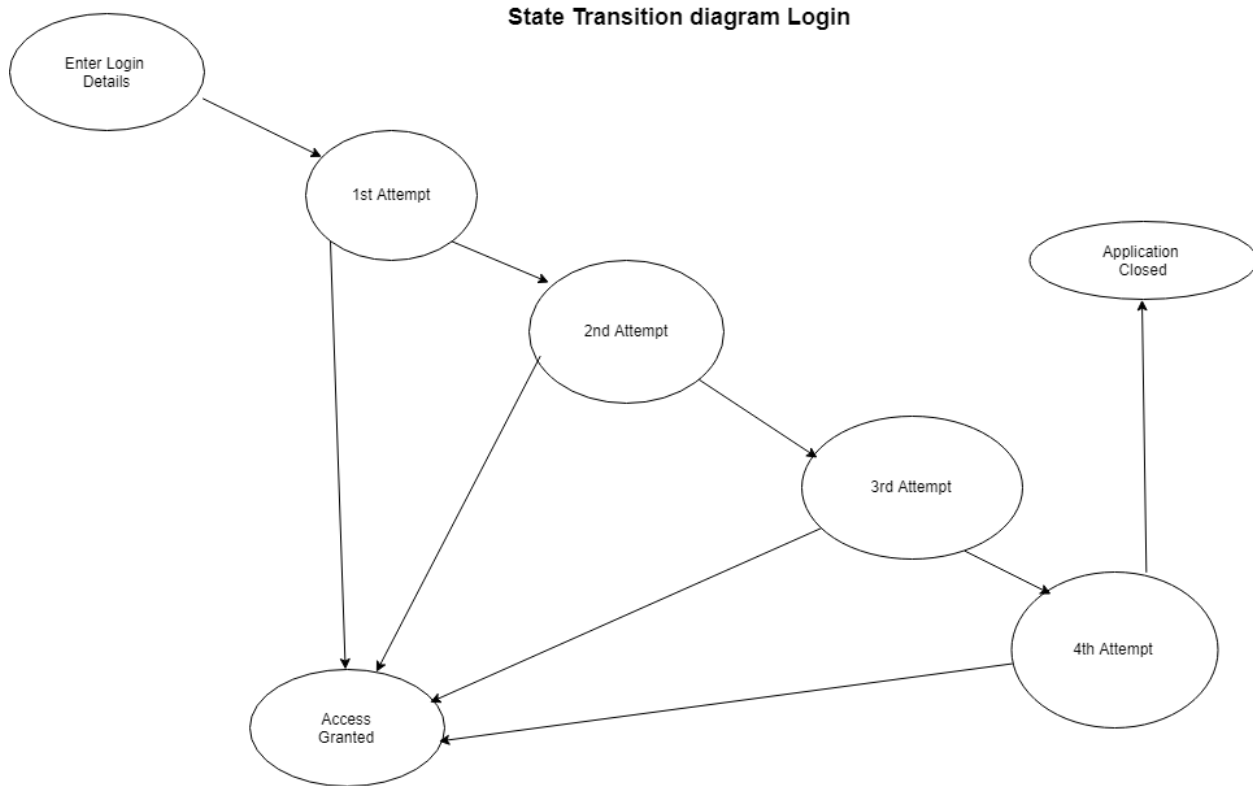 State Transition diagram Login
Enter Login
Details
1st Attempt
2nd Attempt
Application
Closed
3rd Attempt
4th Attempt
Access
Granted